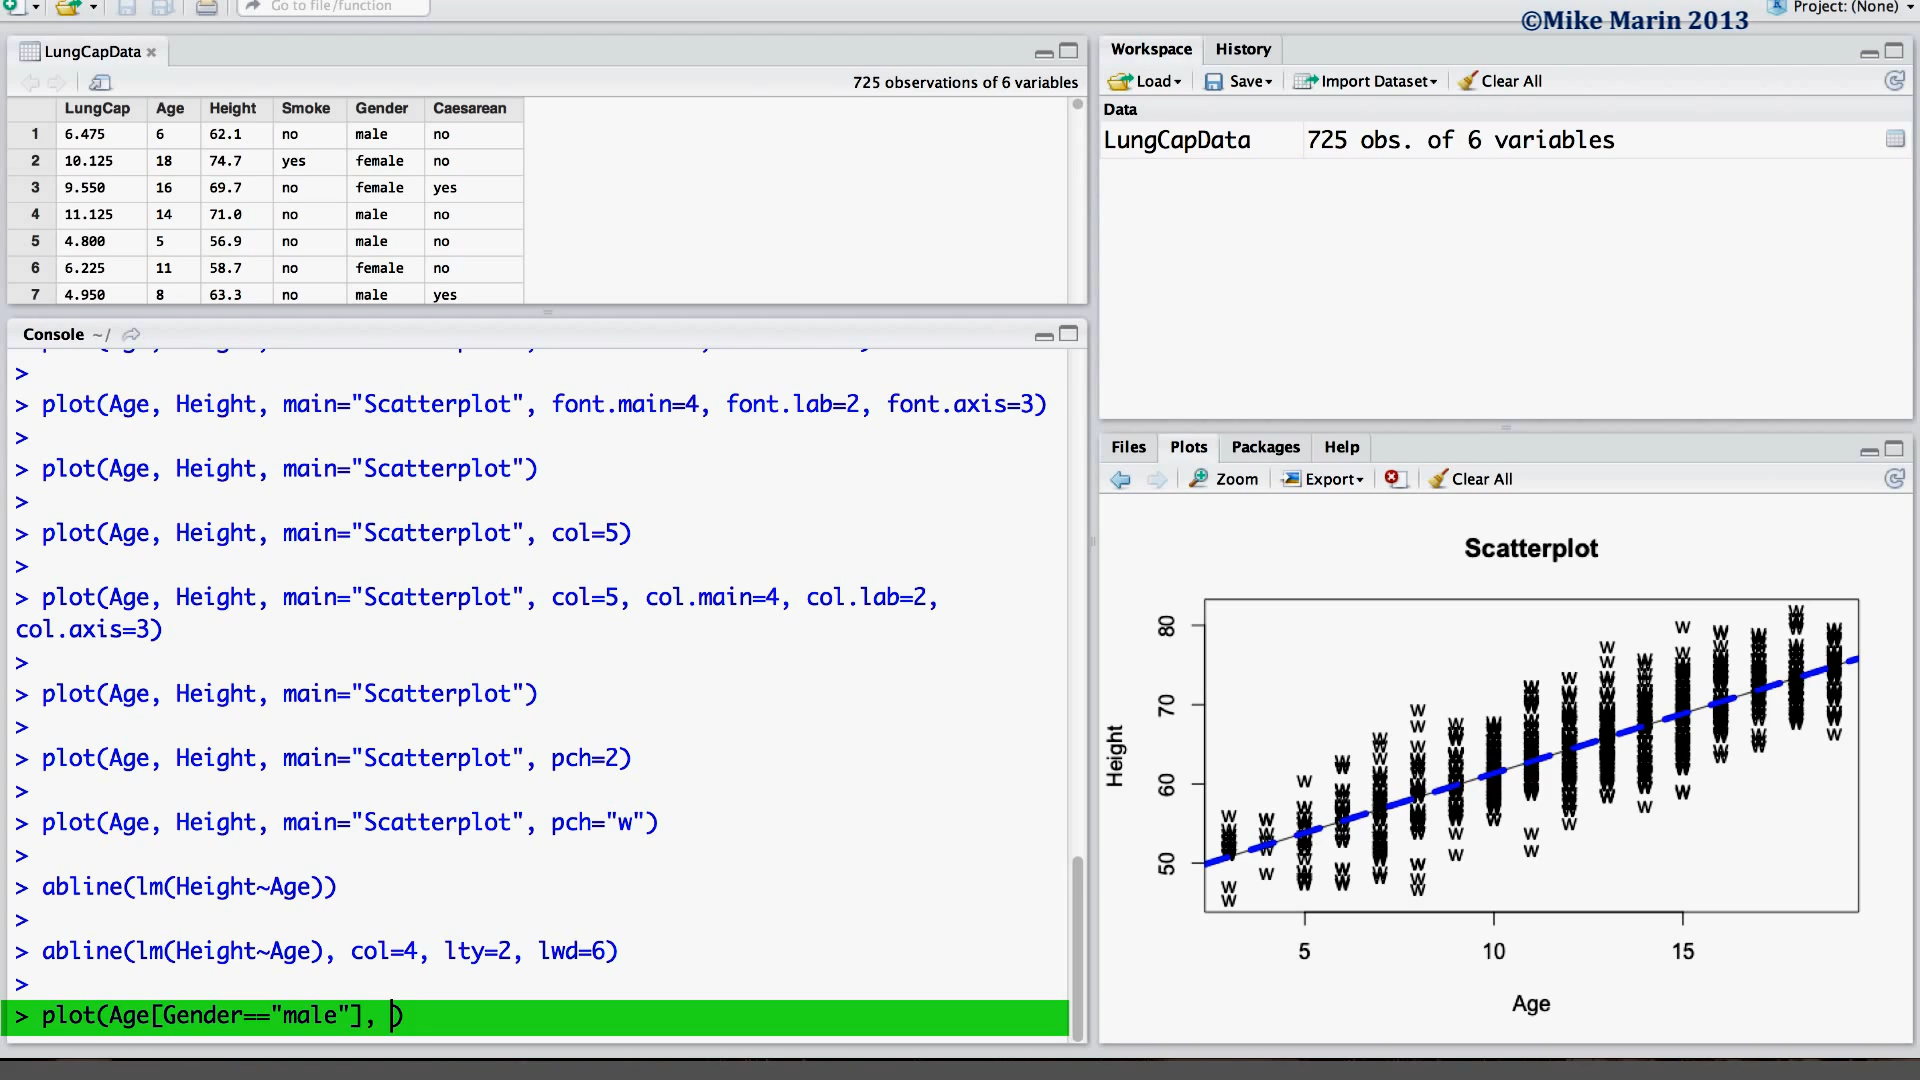 Go to file/function
Project: (None)
©Mike Marin 2013
LungCapData
725 observations of 6 variables
LungCap Age Height Smoke Gender Caesarean
1 6.475 6 62.1 no male no
2 10.125 18 74.7 yes female no
3 9.550 16 69.7 no female yes
4 11.125 14 71.0 no male no
5 4.800 5 56.9 no male no
6 6.225 11 58.7 no female no
7 4.950 8 63.3 no male yes
Console ~/
>
> plot(Age, Height, main="Scatterplot", font.main=4, font.lab=2, font.axis=3)
>
> plot(Age, Height, main="Scatterplot")
>
> plot(Age, Height, main="Scatterplot", col=5)
>
> plot(Age, Height, main="Scatterplot", col=5, col.main=4, col.lab=2,
col.axis=3)
>
> plot(Age, Height, main="Scatterplot")
>
> plot(Age, Height, main="Scatterplot", pch=2)
>
> plot(Age, Height, main="Scatterplot", pch="w")
>
> abline(lm(Height~Age))
>
> abline(lm(Height~Age), col=4, lty=2, lwd=6)
>
> plot(Age[Gender=="male"], )
Workspace History
Load Save Import Dataset Clear All
Data
LungCapData 725 obs. of 6 variables
Files Plots Packages Help
Zoom Export Clear All
Scatterplot
80
70
60
50
Height
5 10 15
Age